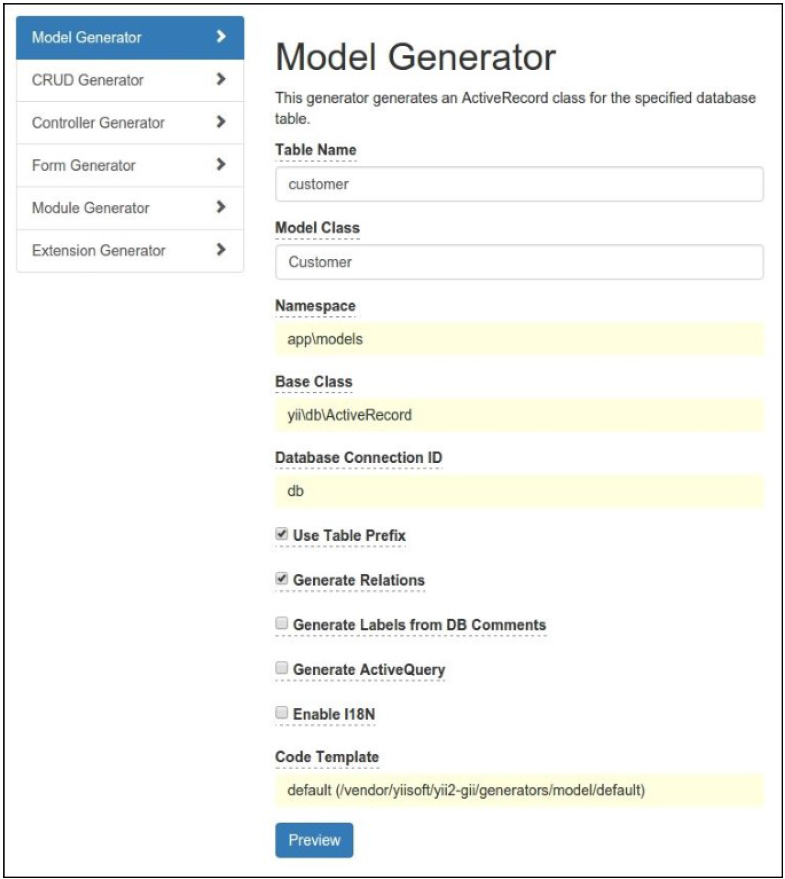 Model Generator
CRUD Generator
Controller Generator
Form Generator
Module Generator
Extension Generator
Model Generator
This generator generates an ActiveRecord class for the specified database
table.
Table Name
customer
Model Class
Customer
Namespace
app\models
Base Class
yii\db\ActiveRecord
Database Connection ID
db
Use Table Prefix
Generate Relations
Generate Labels from DB Comments
Generate ActiveQuery
Enable I18N
Code Template
default (/vendor/yiisoft/yii2-gii/generators/model/default)
Preview